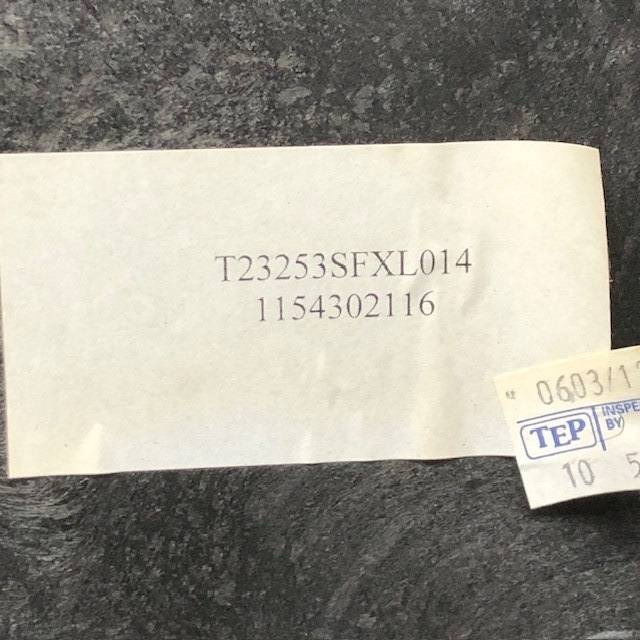 T23253SFXL014
1154302116
0603/1
TEP
INSPE
BY
10 5